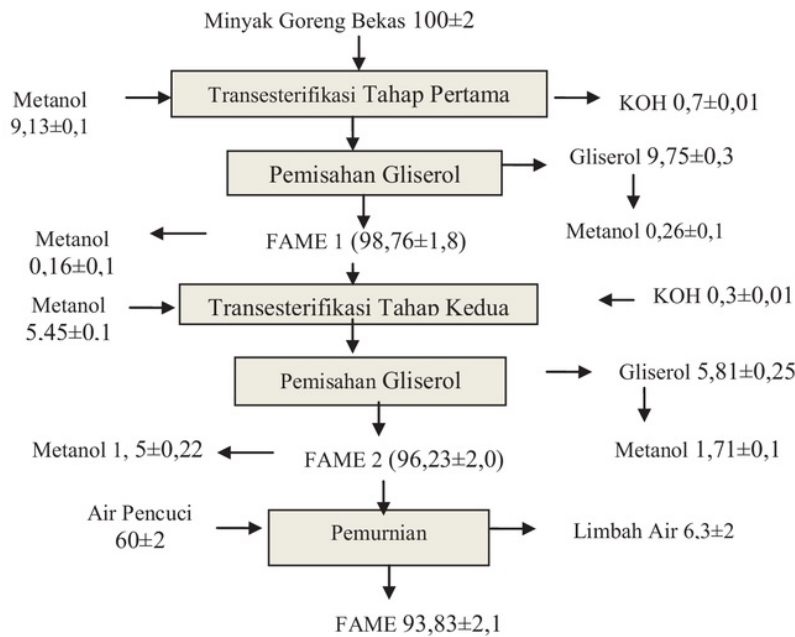 Minyak Goreng Bekas 100±2
Metanol
9,13±0,1
Transesterifikasi Tahap Pertama
KOH 0,7±0,01
Pemisahan Gliserol
Gliserol 9,75±0,3
Metanol 0,26±0,1
Metanol
0,16±0,1
FAME 1 (98,76±1,8)
Metanol
5,45±0,1
Transesterifikasi Tahap Kedua
KOH 0,3±0,01
Pemisahan Gliserol
Gliserol 5,81±0,25
Metanol 1,71±0,1
Metanol 1, 5±0,22
FAME 2 (96,23±2,0)
Air Pencuci
60±2
Pemurnian
Limbah Air 6,3±2
FAME 93,83±2,1